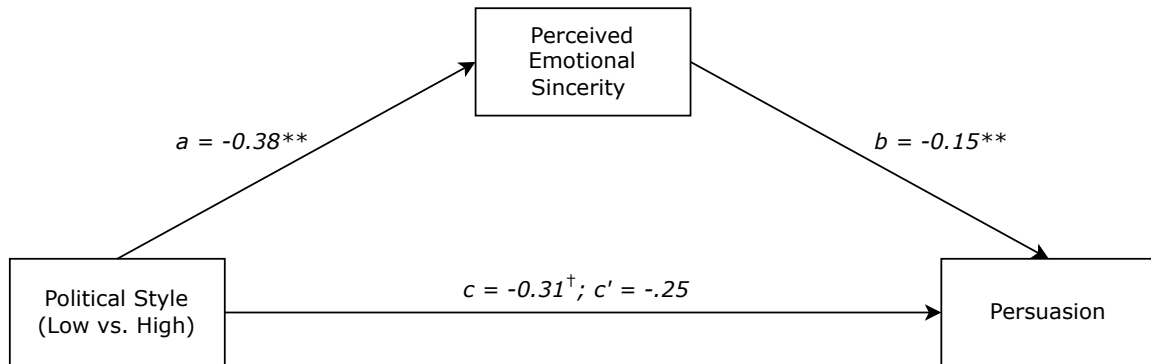 Perceived
Emotional
Sincerity
a = -0.38**
b = -0.15**
Political Style
(Low vs. High)
c = -0.31†; c' = -.25
Persuasion